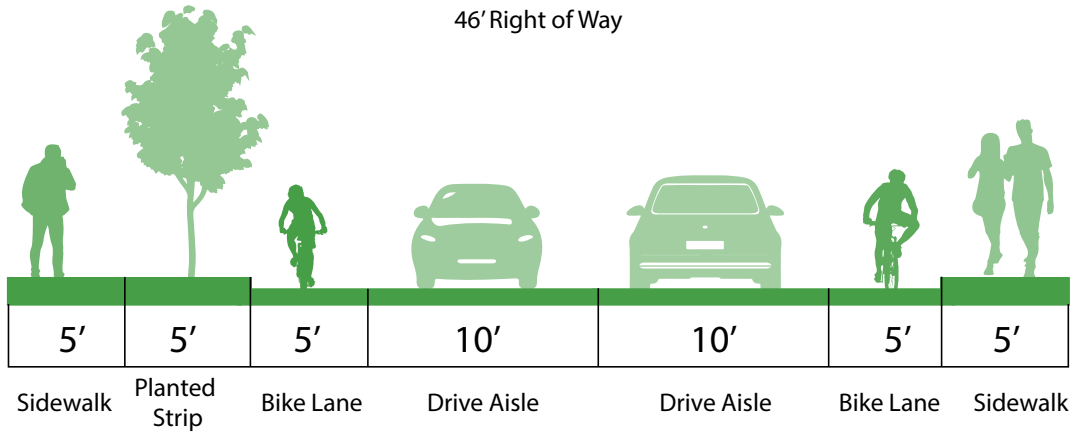 46′ Right of Way
5′ 5′ 5′ 10′ 10′ 5′ 5′
Sidewalk Planted Strip Bike Lane Drive Aisle Drive Aisle Bike Lane Sidewalk